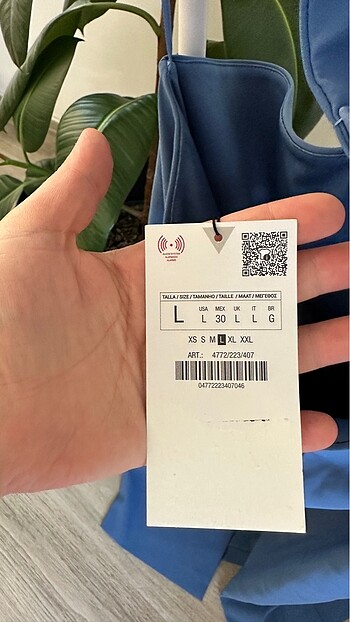 TALLA / SIZE / TAMANHO / TAILLE / MAAT / ΜΕΓΕΘΟΣ
L USA L MEX 30 UK L IT L BR G
XS S M L XL XXL
ART.: 4772/223/407
04772223407046